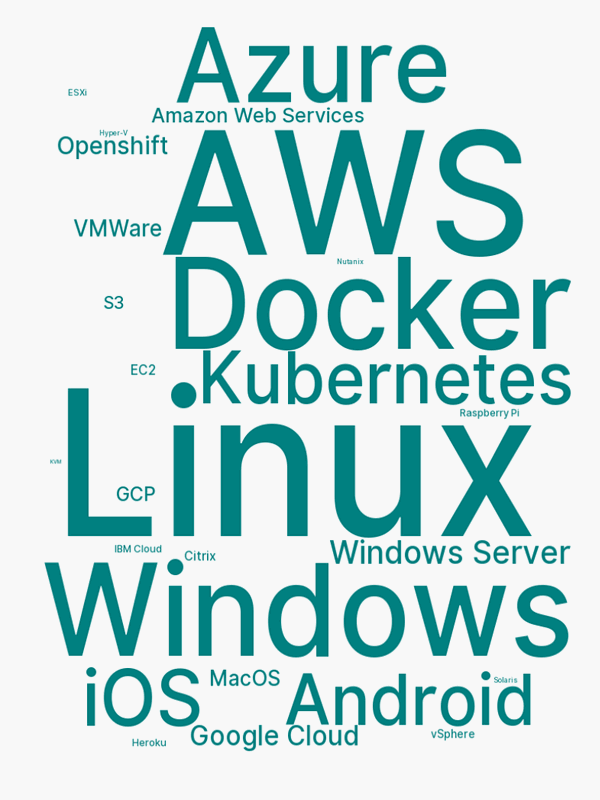 Azure
ESXi
Amazon Web Services
Hyper-V
Openshift
AWS
VMWare
Nutanix
Docker
S3
EC2
Kubernetes
Raspberry Pi
Linux
KVM
GCP
IBM Cloud
Citrix
Windows Server
Windows
iOS
MacOS
Android
Solaris
Heroku
Google Cloud
vSphere